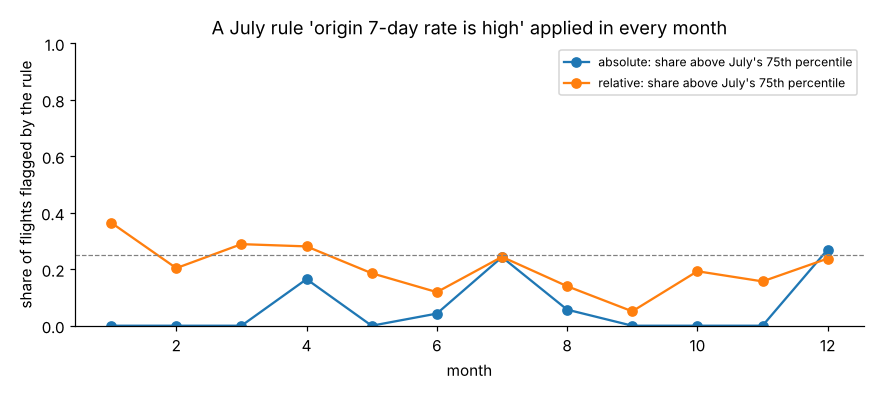 A July rule 'origin 7-day rate is high' applied in every month
absolute: share above July's 75th percentile
relative: share above July's 75th percentile
share of flights flagged by the rule
1.0
0.8
0.6
0.4
0.2
0.0
2
4
6
8
10
12
month